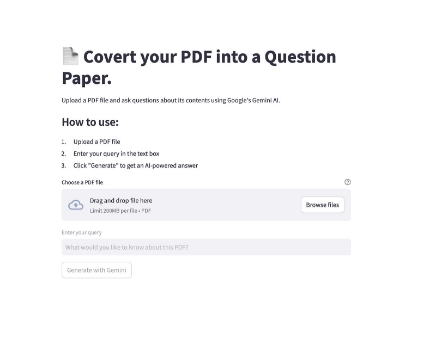 Covert your PDF into a Question
Paper.
Upload a PDF file and ask questions about its contents using Google's Gemini AI.
How to use:
1. Upload a PDF file
2. Enter your query in the text box
3. Click "Generate" to get an AI-powered answer
Choose a PDF file
Drag and drop file here
Limit 200MB per file • PDF
Browse files
Enter your query
What would you like to know about this PDF?
Generate with Gemini